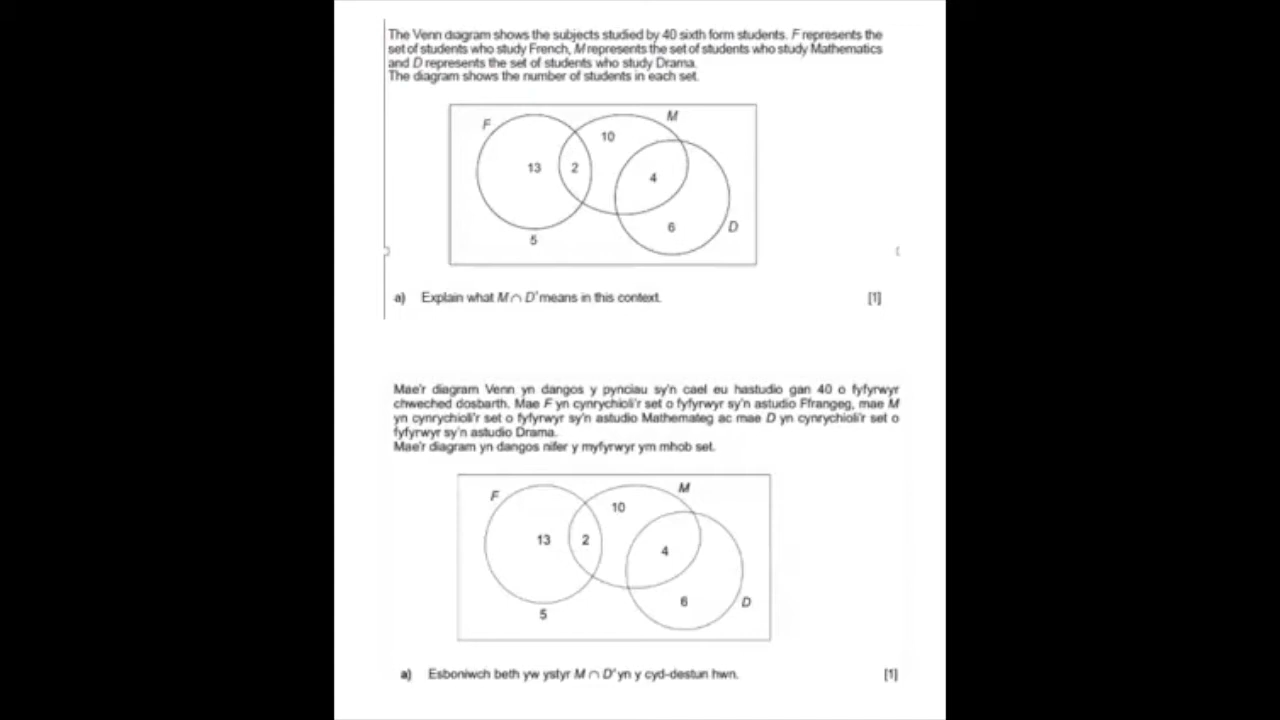 The Venn diagram shows the subjects studied by 40 sixth form students. F represents the
set of students who study French, M represents the set of students who study Mathematics
and D represents the set of students who study Drama.
The diagram shows the number of students in each set.
F
M
10
13
2
4
6
D
5
a) Explain what M ∩ D' means in this context. [1]
Mae'r diagram Venn yn dangos y pynciau sy'n cael eu hastudio gan 40 o fyfyrwyr
chweched dosbarth. Mae F yn cynrychioli'r set o fyfyrwyr sy'n astudio Ffrangeg, mae M
yn cynrychioli'r set o fyfyrwyr sy'n astudio Mathemateg ac mae D yn cynrychioli'r set o
fyfyrwyr sy'n astudio Drama.
Mae'r diagram yn dangos nifer y myfyrwyr ym mhob set.
F
M
10
13
2
4
6
D
5
a) Esboniwch beth yw ystyr M ∩ D' yn y cyd-destun hwn. [1]